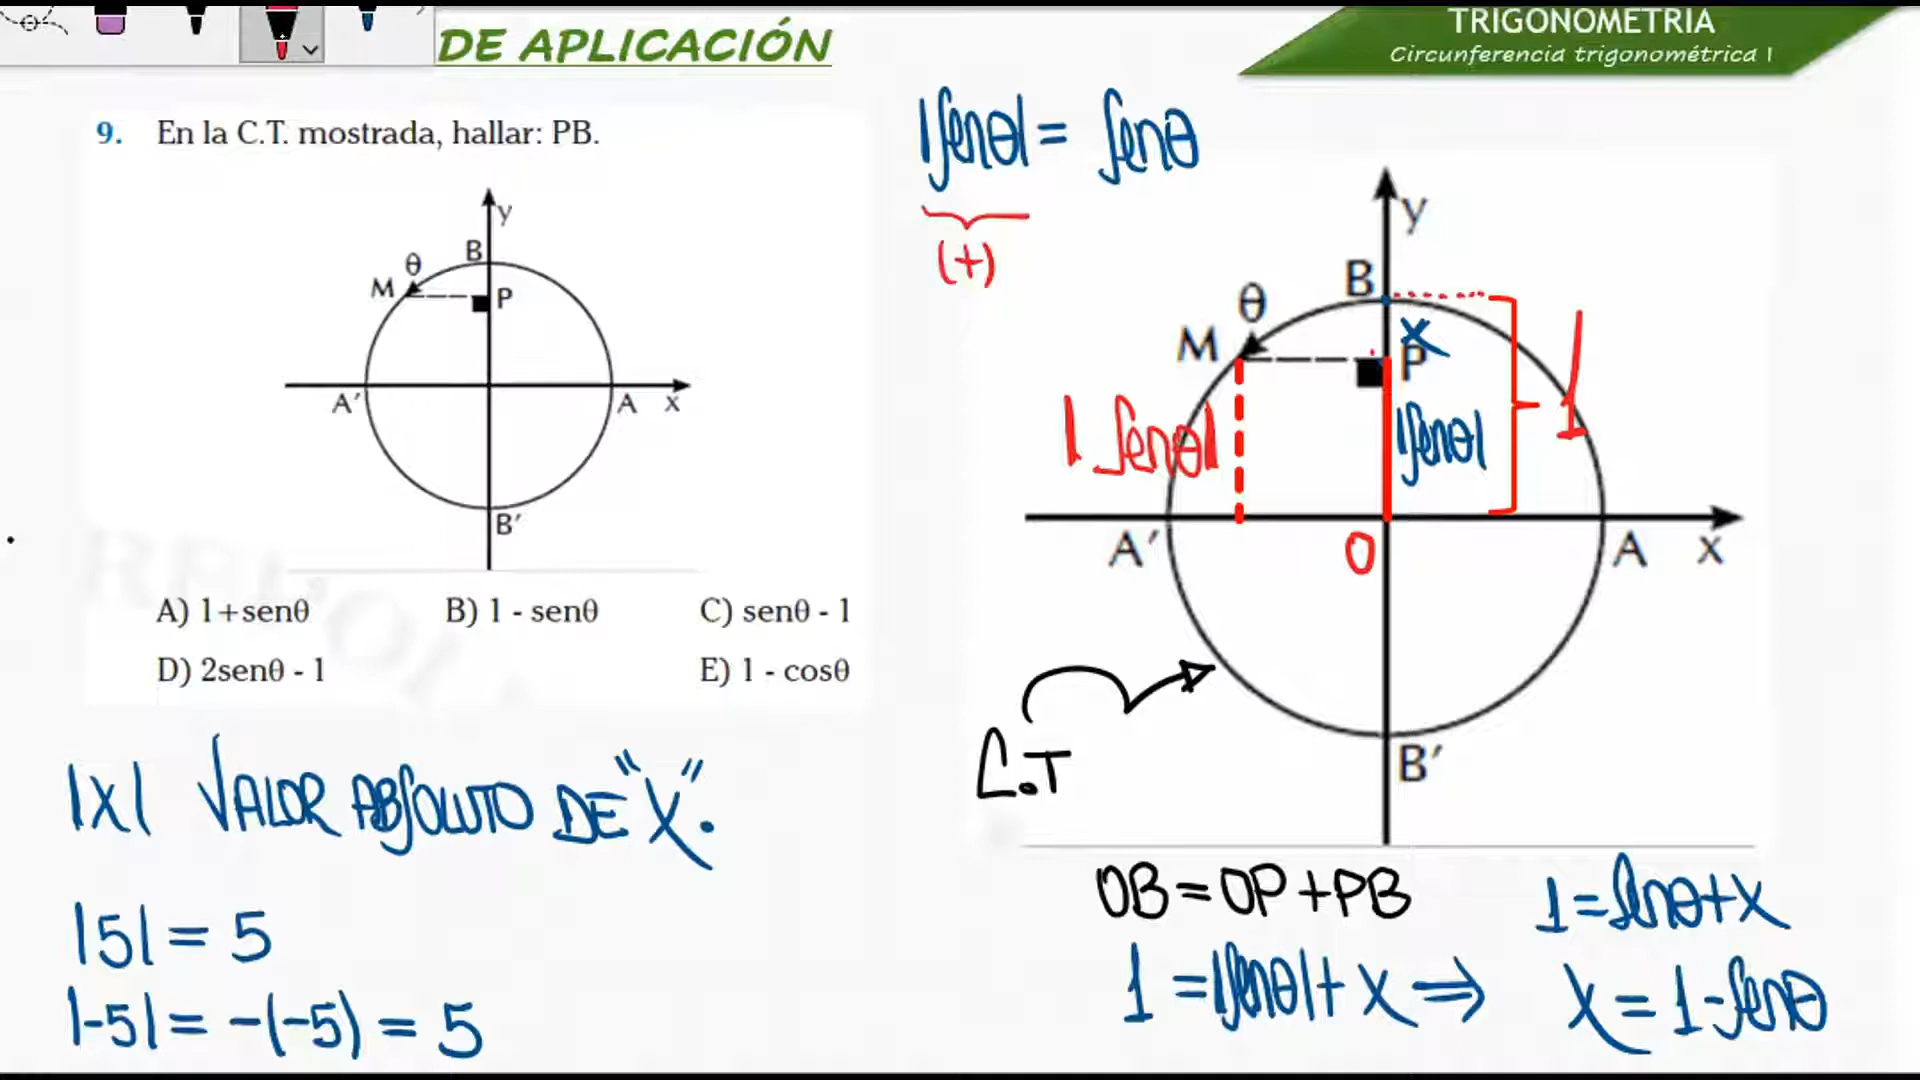 DE APLICACIÓN
TRIGONOMETRIA
Circunferencia trigonométrica I
9. En la C.T. mostrada, hallar: PB.
y
B
θ
M
P
A'
A
x
B'
A) 1+senθ
B) 1 - senθ
C) senθ - 1
D) 2senθ - 1
E) 1 - cosθ
|senθ| = senθ
(+)
y
B
θ
x
M
P
1
|senθ|
|senθ|
O
A'
A
x
C.T
B'
|x| VALOR ABSOLUTO DE "X".
|5| = 5
|-5| = -(-5) = 5
OB = OP + PB
1 = |senθ| + x ⇒
1 = senθ + x
x = 1 - senθ